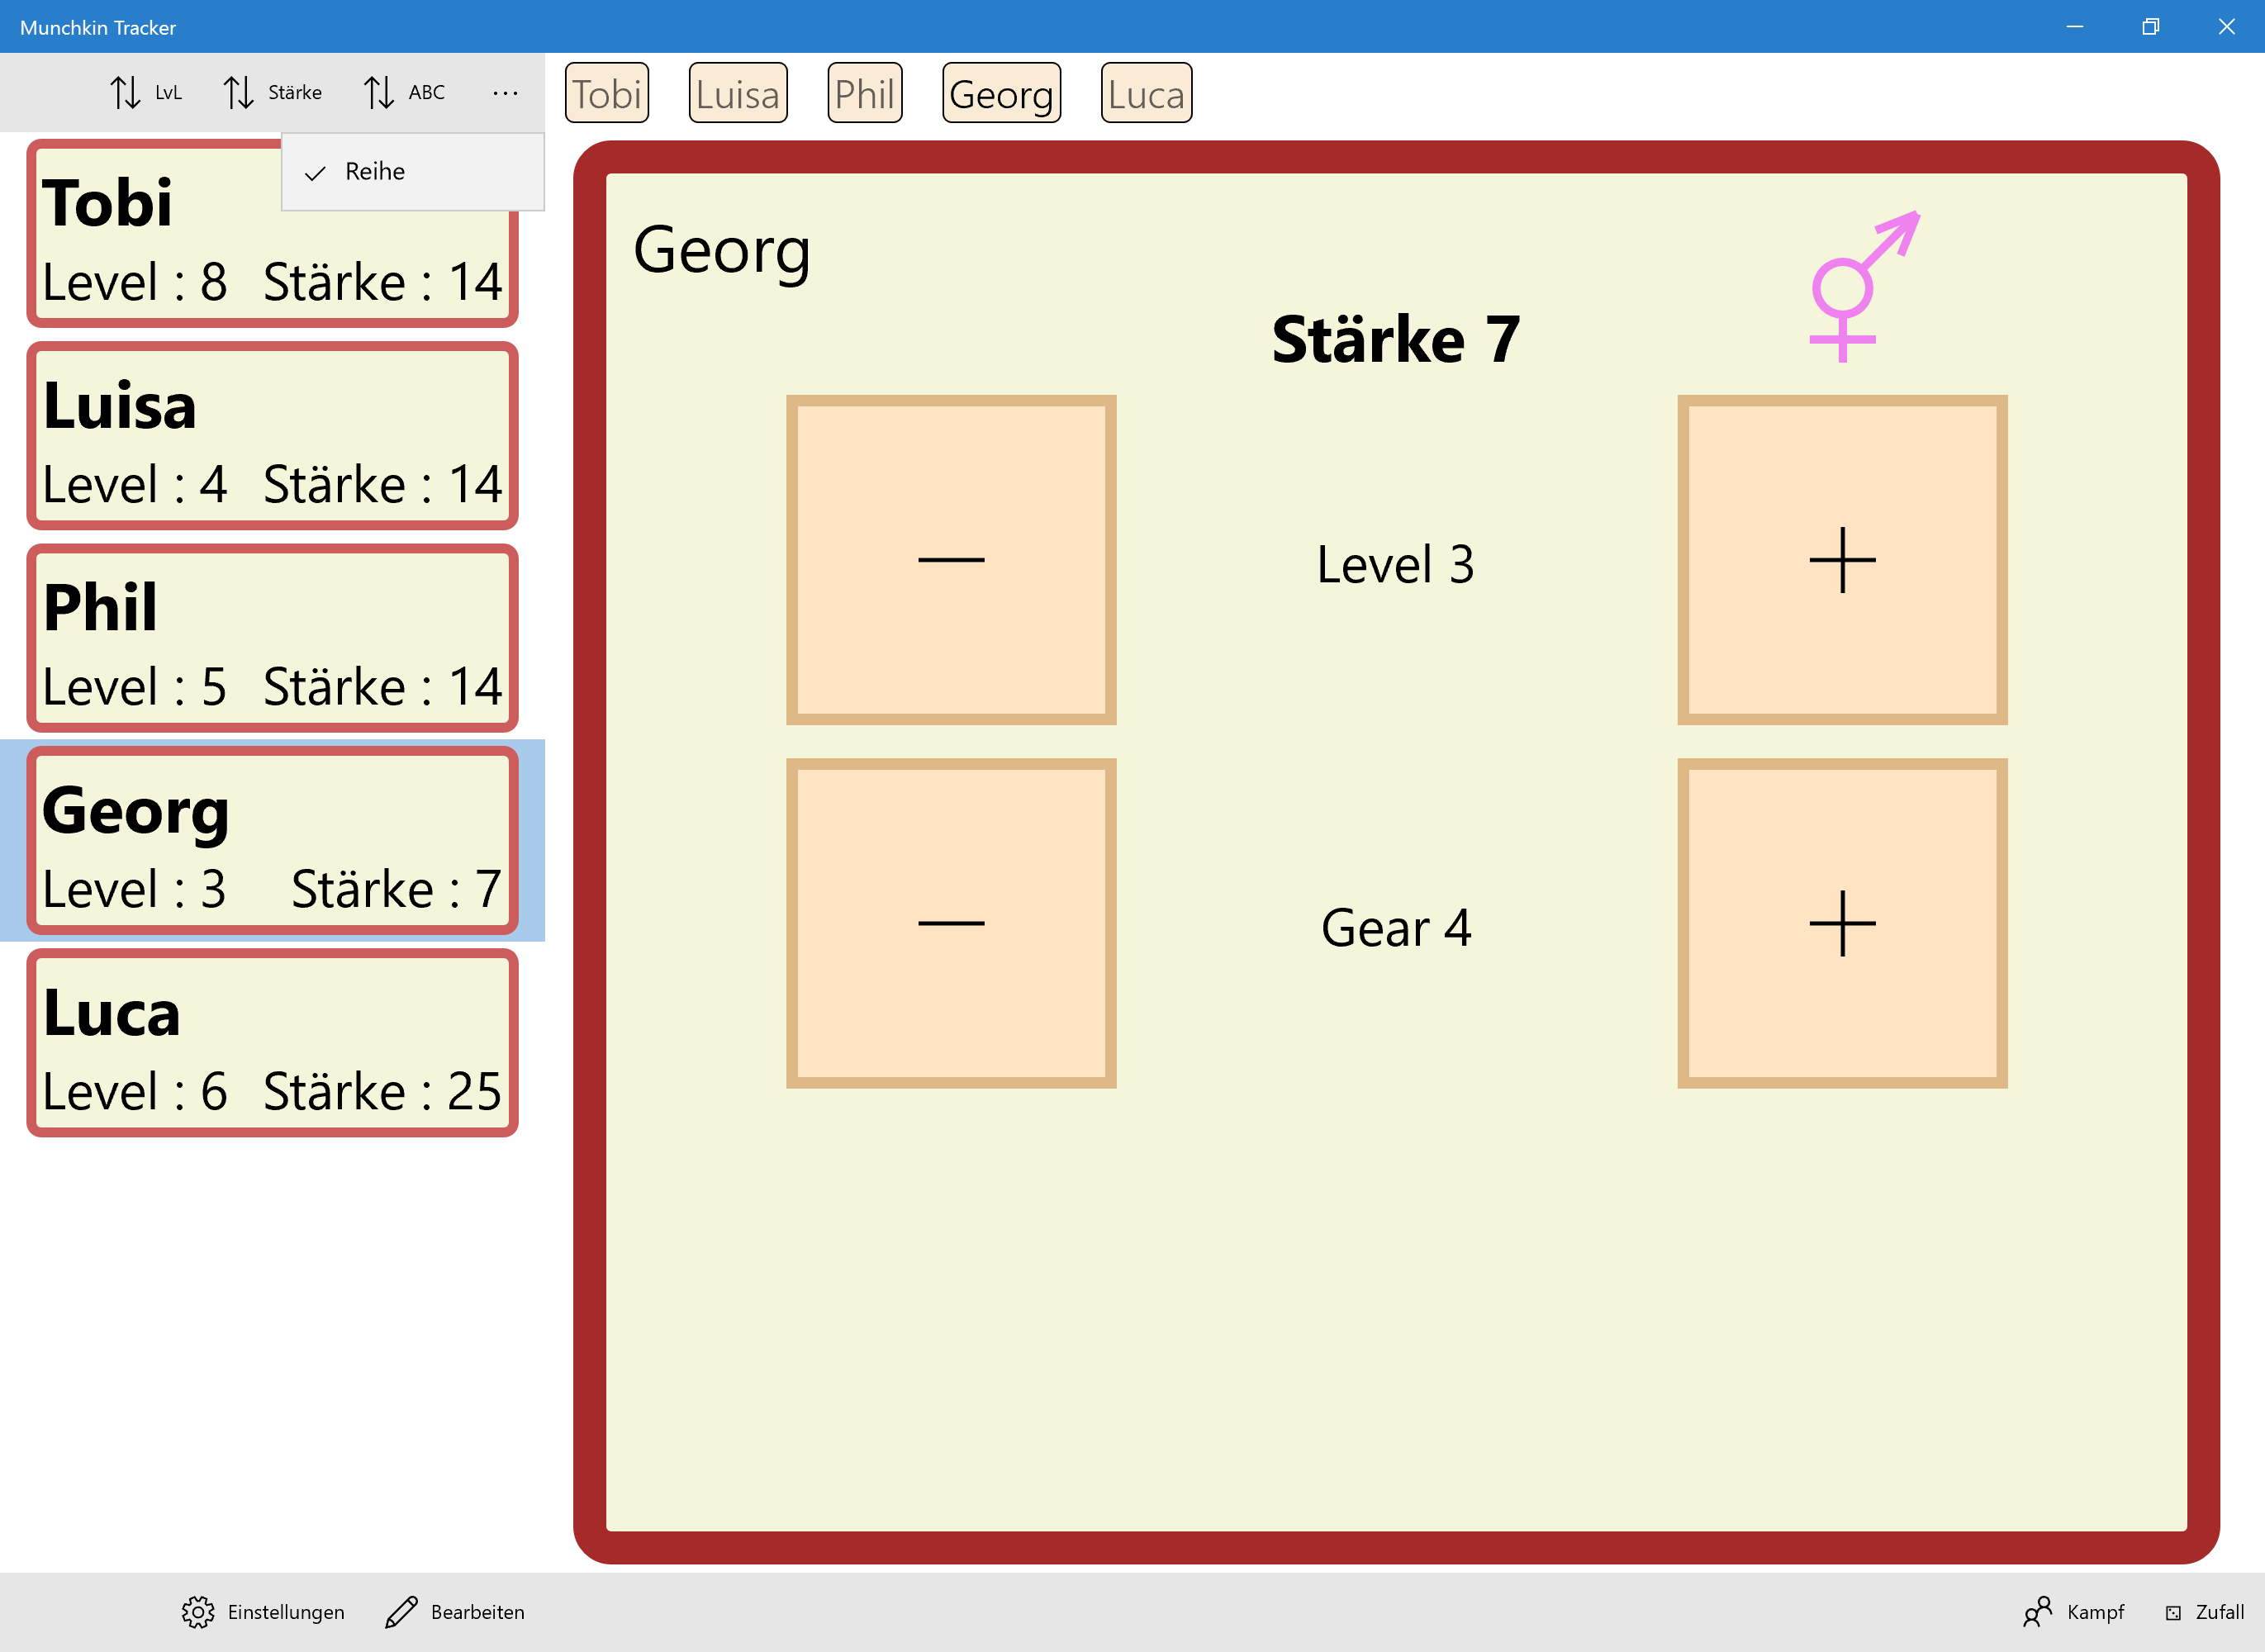 Munchkin Tracker
LvL Stärke ABC ...
Reihe
Tobi
Level : 8 Stärke : 14
Luisa
Level : 4 Stärke : 14
Phil
Level : 5 Stärke : 14
Georg
Level : 3 Stärke : 7
Luca
Level : 6 Stärke : 25
Tobi Luisa Phil Georg Luca
Georg
Stärke 7
Level 3
Gear 4
Einstellungen Bearbeiten Kampf Zufall